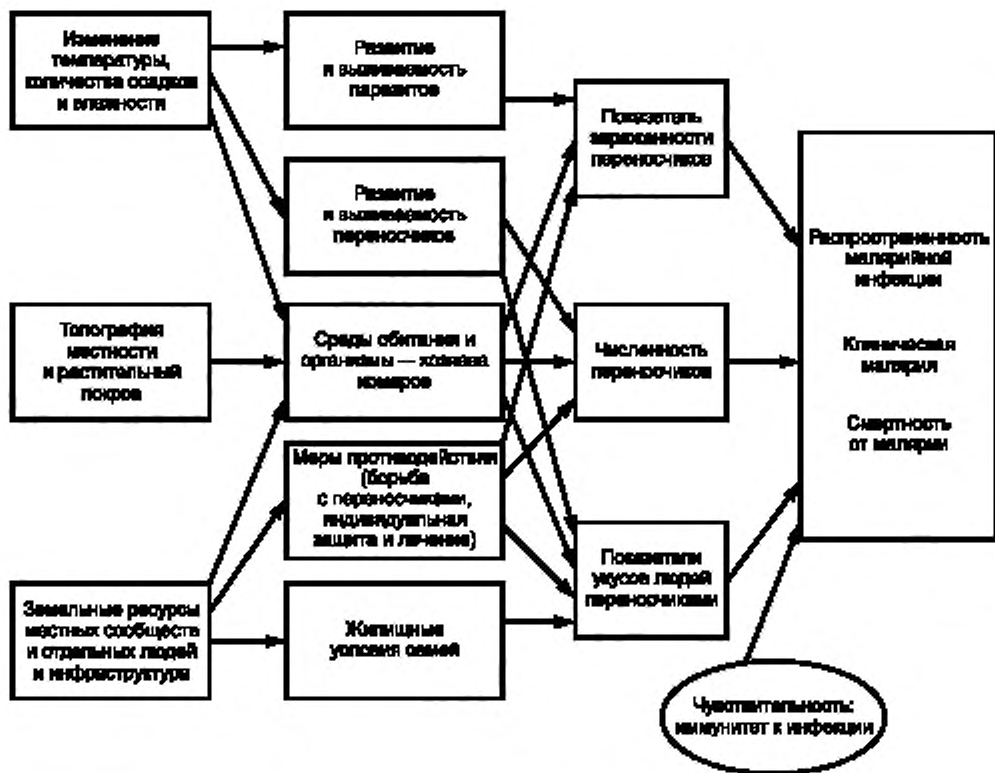 Изменения
температуры,
количества осадков
и влажности
Развитие
и выживаемость
паразитов
Показатель
зараженности
переносчиков
Развитие
и выживаемость
переносчиков
Распространенность
малярийной
инфекции
Клиническая
малярия
Смертность
от малярии
Топография
местности
и растительный
покров
Среды обитания и
организмы — хозяева
комаров
Численность
переносчиков
Меры противодействия
(борьба
с переносчиками,
индивидуальная
защита и лечение)
Показатели
укусов людей
переносчиками
Земельные ресурсы
местных сообществ
и отдельных людей
и инфраструктура
Жилищные
условия семей
Чувствительность:
иммунитет к инфекции